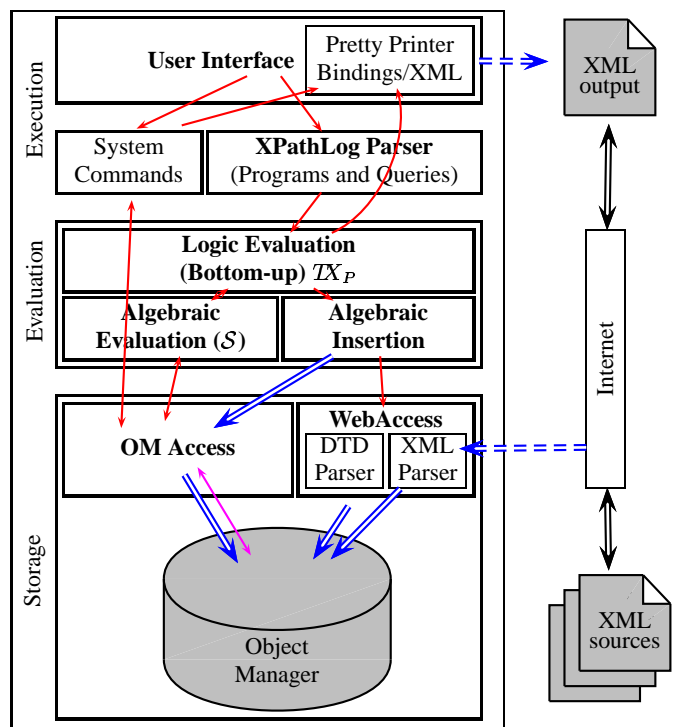 Execution
User Interface
Pretty Printer
Bindings/XML
XML
output
System
Commands
XPathLog Parser
(Programs and Queries)
Evaluation
Logic Evaluation
(Bottom-up) TX_P
Algebraic
Evaluation (S)
Algebraic
Insertion
Internet
Storage
OM Access
WebAccess
DTD
Parser
XML
Parser
Object
Manager
XML
sources